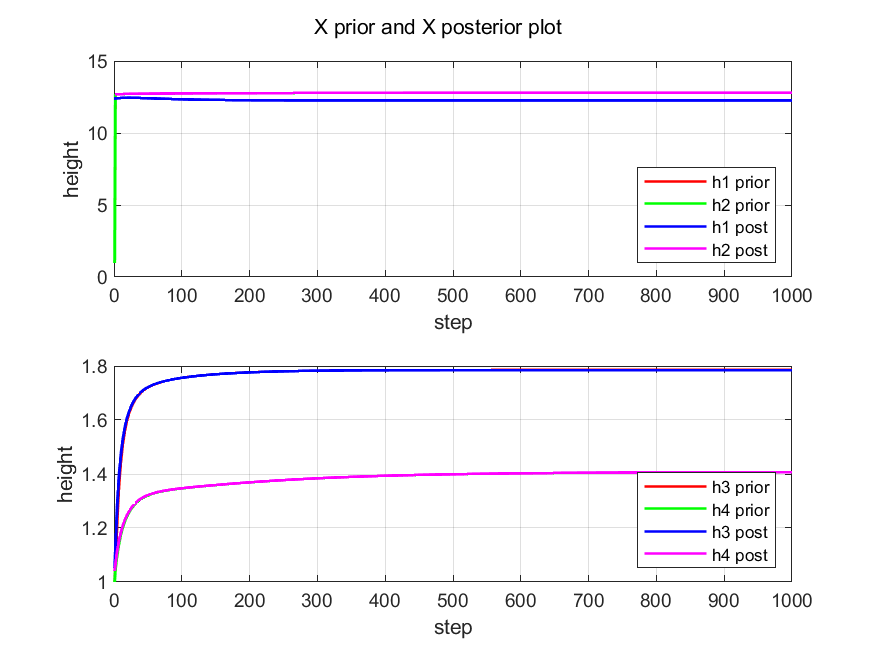 X prior and X posterior plot
15
10
5
0
height
h1 prior
h2 prior
h1 post
h2 post
0 100 200 300 400 500 600 700 800 900 1000
step
1.8
1.6
1.4
1.2
1
height
h3 prior
h4 prior
h3 post
h4 post
0 100 200 300 400 500 600 700 800 900 1000
step